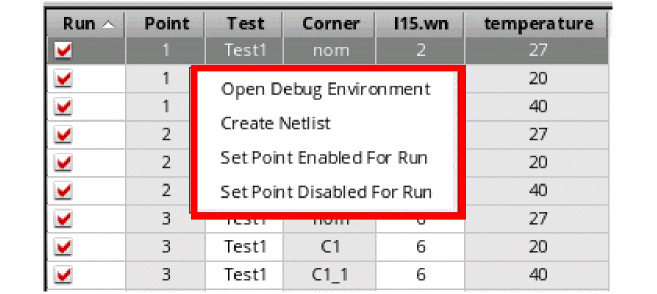 Run Point Test Corner I15.wn temperature
1 Test1 nom 2 27
1 20
1 40
2 27
2 20
2 40
3 Test1 nom 6 27
3 Test1 C1 6 20
3 Test1 C1_1 6 40
Open Debug Environment
Create Netlist
Set Point Enabled For Run
Set Point Disabled For Run